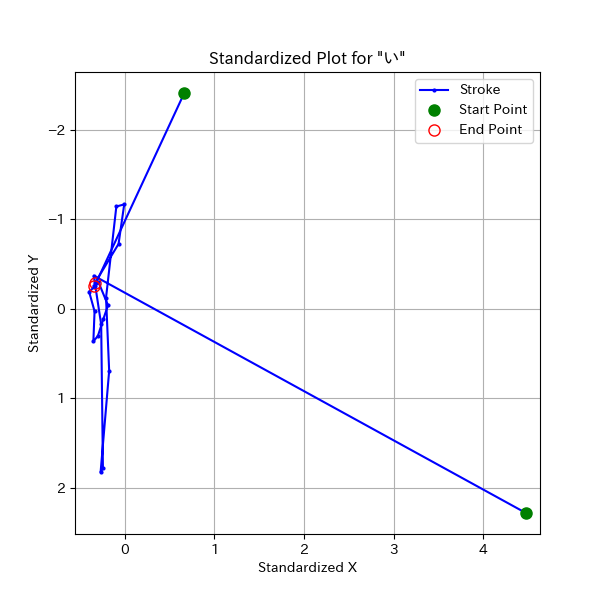 Standardized Plot for "い"
Stroke
Start Point
End Point
Standardized Y
−2
−1
0
1
2
0 1 2 3 4
Standardized X